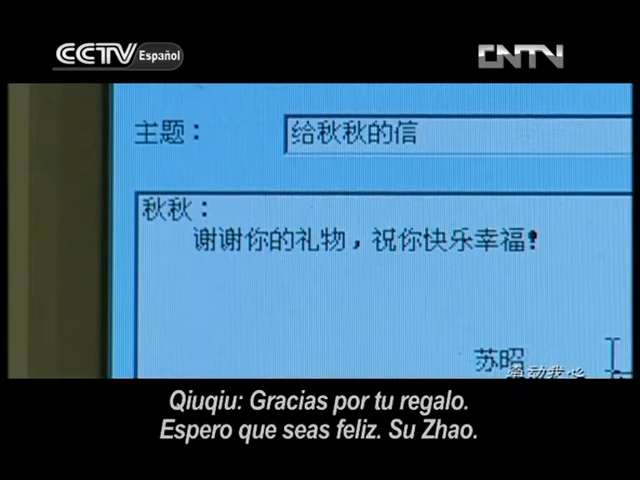 CCTV Español
CNTV
主题：
给秋秋的信
秋秋：
谢谢你的礼物，祝你快乐幸福！
苏昭
Qiuqiu: Gracias por tu regalo.
Espero que seas feliz. Su Zhao.